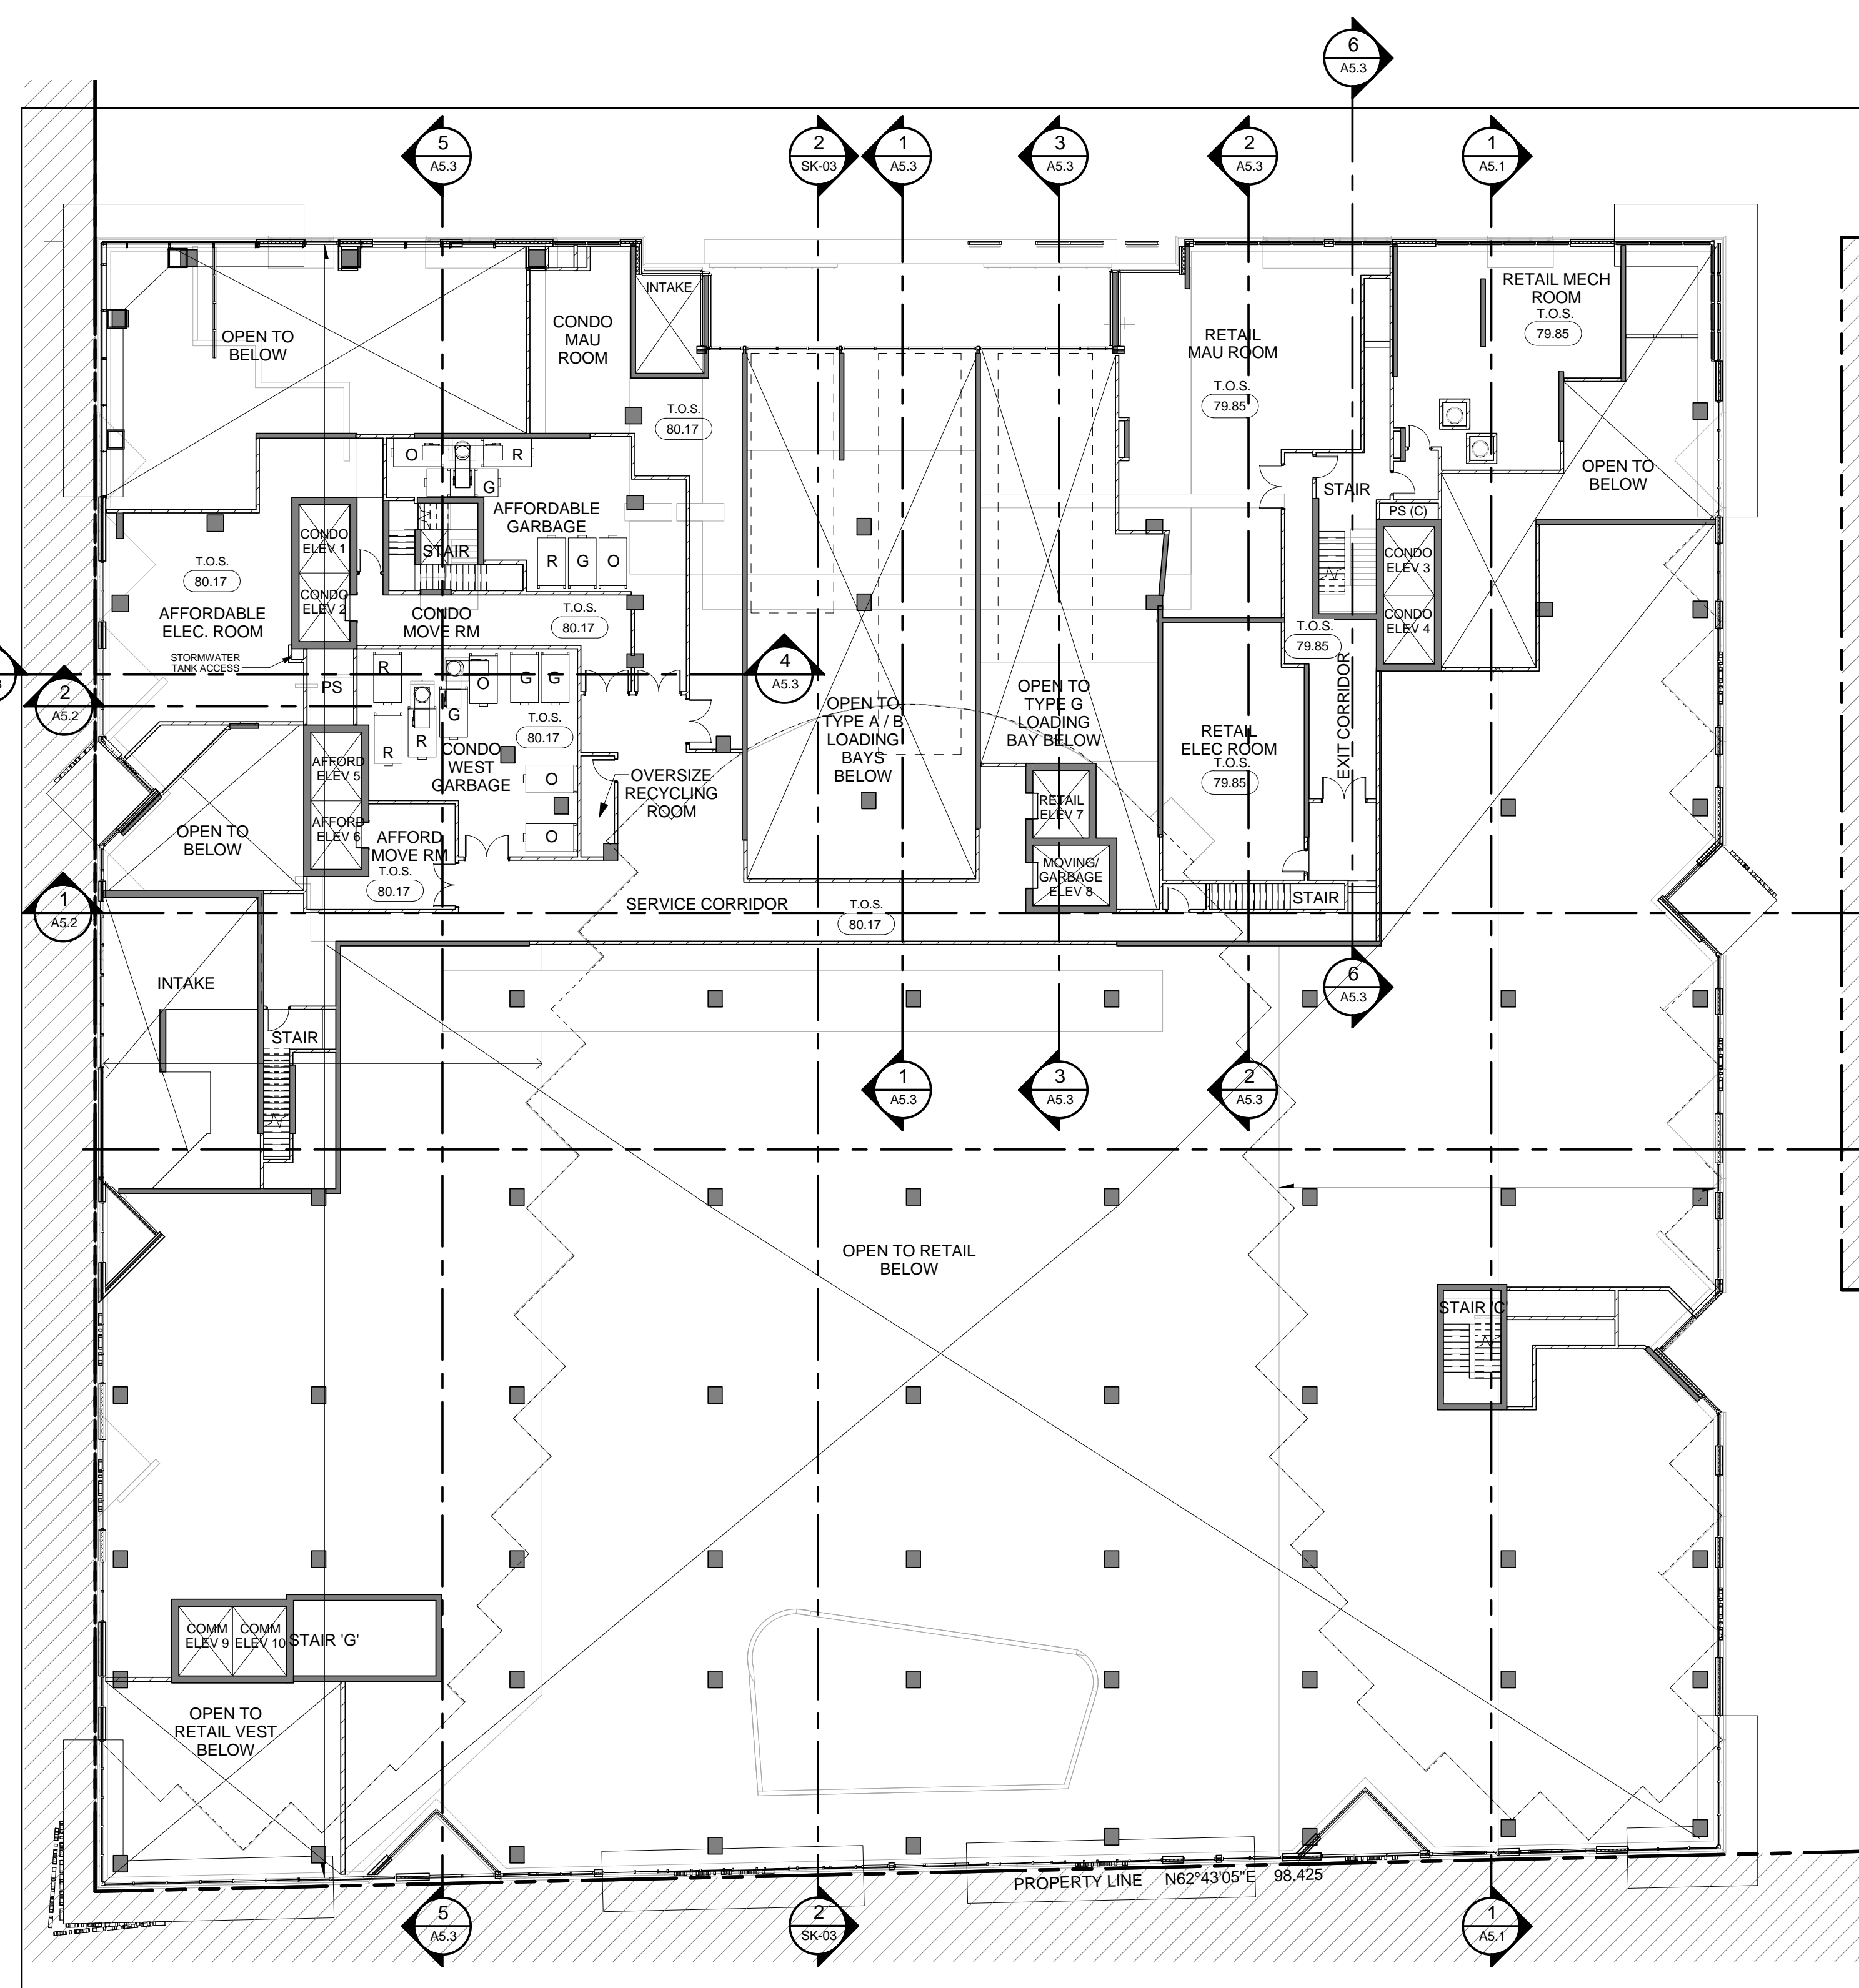 6
A5.3
5
A5.3
2
SK-03
1
A5.3
3
A5.3
2
A5.3
1
A5.1
INTAKE
RETAIL MECH
ROOM
T.O.S.
79.85
OPEN TO
BELOW
CONDO
MAU
ROOM
RETAIL
MAU ROOM
T.O.S.
79.85
T.O.S.
80.17
O
R
G
OPEN TO
BELOW
STAIR
PS (C)
AFFORDABLE
GARBAGE
CONDO
ELEV 1
STAIR
R
G
O
CONDO
ELEV 3
T.O.S.
80.17
CONDO
ELEV 2
AFFORDABLE
ELEC. ROOM
CONDO
MOVE RM
T.O.S.
80.17
CONDO
ELEV 4
T.O.S.
79.85
STORMWATER
TANK ACCESS
PS
R
O
G
G
4
A5.3
2
A5.2
G
R
R
T.O.S.
80.17
CONDO
WEST
GARBAGE
OPEN TO
TYPE A / B
LOADING
BAYS
BELOW
OPEN TO
TYPE G
LOADING
BAY BELOW
RETAIL
ELEC ROOM
T.O.S.
79.85
EXIT CORRIDOR
AFFORD
ELEV 5
O
OVERSIZE
RECYCLING
ROOM
RETAIL
ELEV 7
OPEN TO
BELOW
AFFORD
ELEV 6
AFFORD
MOVE RM
T.O.S.
80.17
O
MOVING/
GARBAGE
ELEV 8
1
A5.2
SERVICE CORRIDOR
T.O.S.
80.17
STAIR
INTAKE
6
A5.3
STAIR
1
A5.3
3
A5.3
2
A5.3
OPEN TO RETAIL
BELOW
STAIR 'C'
COMM
ELEV 9
COMM
ELEV 10
STAIR 'G'
OPEN TO
RETAIL VEST
BELOW
PROPERTY LINE N62°43'05"E 98.425
5
A5.3
2
SK-03
1
A5.1